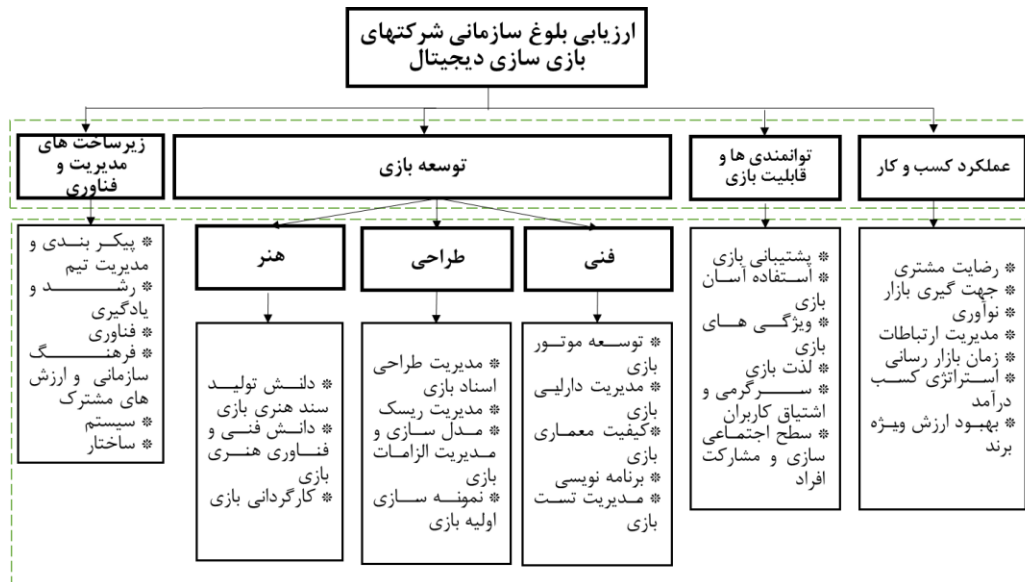 ارزیابی بلوغ سازمانی شرکتهای
بازی سازی دیجیتال
عملکرد کسب و کار
توانمندی ها و
قابلیت بازی
توسعه بازی
زیرساخت های
مدیریت و
فناوری
فنی
طراحی
هنر
* رضایت مشتری
* جهت گیری بازار
* نوآوری
* مدیریت ارتباطات
* زمان بازار رسانی
* استراتژی کسب
درآمد
* بهبود ارزش ویژه
برند
* پشتیبانی بازی
* استفاده آسان
بازی
* ویژگی های
بازی
* لذت بازی
* سرگرمی و
اشتیاق کاربران
* سطح اجتماعی
سازی و مشارکت
افراد
* توسعه موتور
بازی
* مدیریت دارلیی
بازی
* کیفیت معماری
بازی
* برنامه نویسی
* مدیریت تست
بازی
* مدیریت طراحی
اسناد بازی
* مدیریت ریسک
* مدل سازی و
مدیریت الزامات
بازی
* نمونه سازی
اولیه بازی
* دانش تولید
سند هنری بازی
* دانش فنی و
فناوری هنری
بازی
* کارگردانی بازی
* پیکر بندی و
مدیریت تیم
* رشد و
یادگیری
* فناوری
* فرهنگ
سازمانی و ارزش
های مشترک
* سیستم
* ساختار